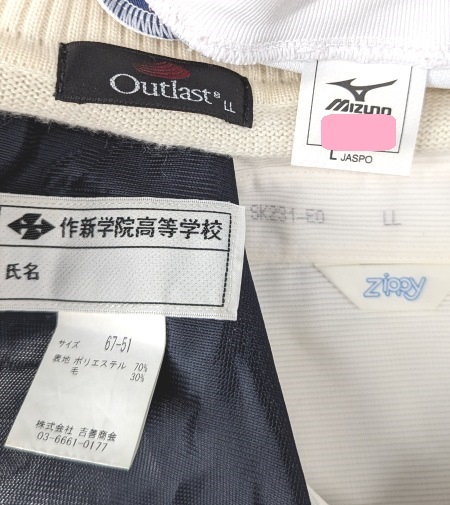 Outlast® LL
MIZUNO
L JASPO
SK231-F0 LL
zippy
作新学院高等学校
氏名
サイズ 67-51
表地 ポリエステル 70%
毛 30%
株式会社 吉善商会
03-6661-0177